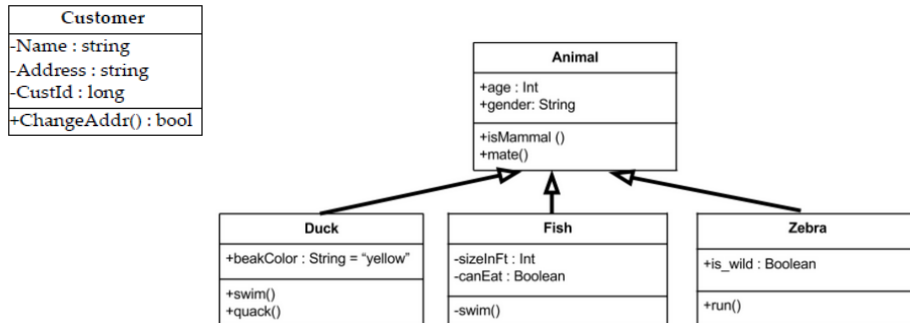 Customer
-Name : string
-Address : string
-CustId : long
+ChangeAddr() : bool
Animal
+age : Int
+gender: String
+isMammal ()
+mate()
Duck
+beakColor : String = “yellow”
+swim()
+quack()
Fish
-sizeInFt : Int
-canEat : Boolean
-swim()
Zebra
+is_wild : Boolean
+run()